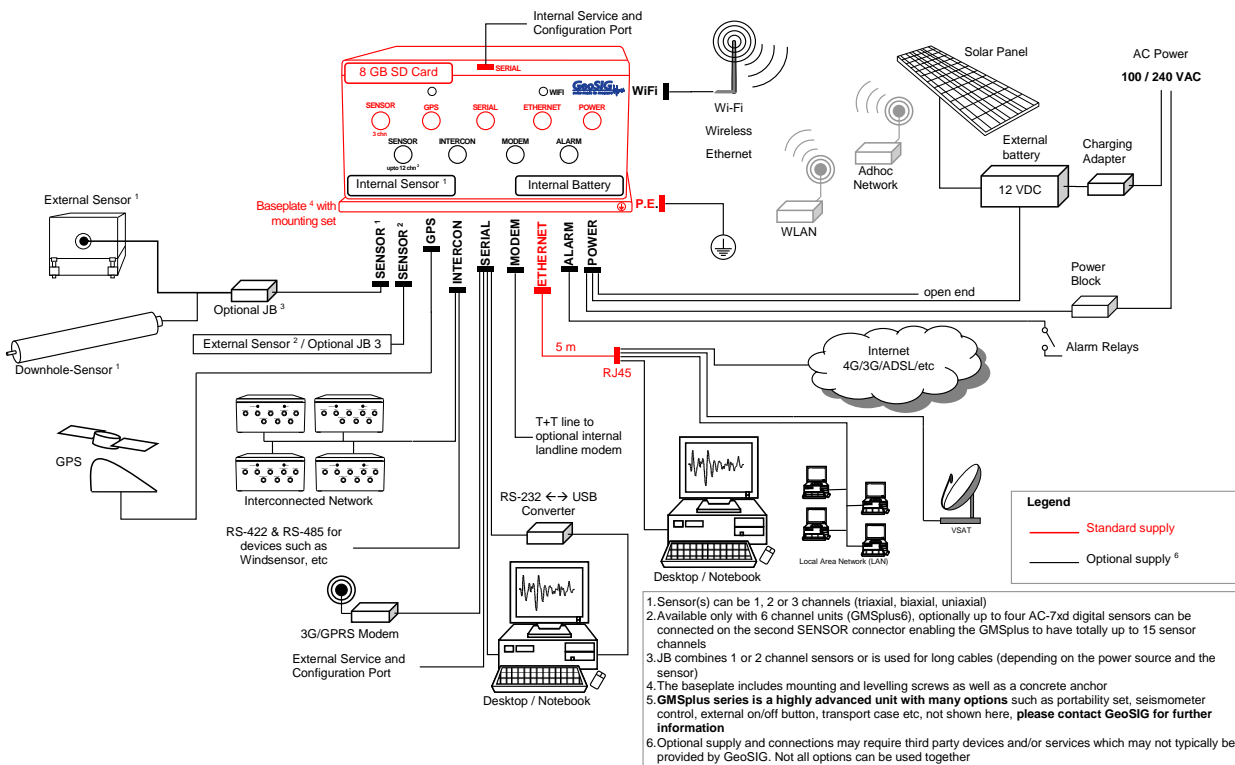 Internal Service and
Configuration Port
8 GB SD Card
SERIAL
WIFI
GeoSIG
WiFi
SENSOR
GPS
SERIAL
ETHERNET
POWER
3 chn
SENSOR
INTERCON
MODEM
ALARM
upto 12 chn 2
Internal Sensor 1
Internal Battery
Baseplate 4 with
mounting set
P.E.
Wi-Fi
Wireless
Ethernet
WLAN
Adhoc
Network
Solar Panel
AC Power
100 / 240 VAC
External
battery
12 VDC
Charging
Adapter
Power
Block
open end
Alarm Relays
External Sensor 1
Optional JB 3
Downhole-Sensor 1
External Sensor 2 / Optional JB 3
SENSOR 1
SENSOR 2
GPS
INTERCON
SERIAL
MODEM
ETHERNET
ALARM
POWER
5 m
RJ45
Internet
4G/3G/ADSL/etc
GPS
Interconnected Network
RS-422 & RS-485 for
devices such as
Windsensor, etc
3G/GPRS Modem
External Service and
Configuration Port
T+T line to
optional internal
landline modem
RS-232 ←→ USB
Converter
Desktop / Notebook
Desktop / Notebook
Local Area Network (LAN)
VSAT
Legend
Standard supply
Optional supply 6
1.Sensor(s) can be 1, 2 or 3 channels (triaxial, biaxial, uniaxial)
2.Available only with 6 channel units (GMSplus6), optionally up to four AC-7xd digital sensors can be
connected on the second SENSOR connector enabling the GMSplus to have totally up to 15 sensor
channels
3.JB combines 1 or 2 channel sensors or is used for long cables (depending on the power source and the
sensor)
4.The baseplate includes mounting and levelling screws as well as a concrete anchor
5.GMSplus series is a highly advanced unit with many options such as portability set, seismometer
control, external on/off button, transport case etc, not shown here, please contact GeoSIG for further
information
6.Optional supply and connections may require third party devices and/or services which may not typically be
provided by GeoSIG. Not all options can be used together